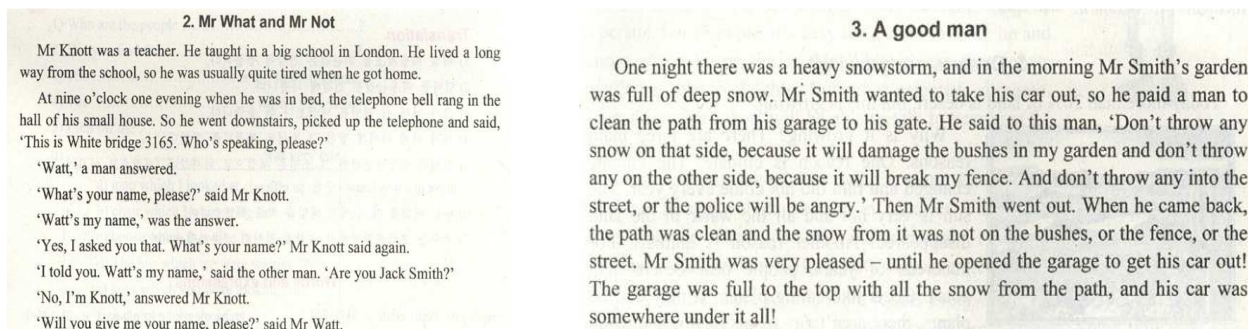 2. Mr What and Mr Not
Mr Knott was a teacher. He taught in a big school in London. He lived a long
way from the school, so he was usually quite tired when he got home.
At nine o'clock one evening when he was in bed, the telephone bell rang in the
hall of his small house. So he went downstairs, picked up the telephone and said,
‘This is White bridge 3165. Who's speaking, please?’
‘Watt,’ a man answered.
‘What's your name, please?’ said Mr Knott.
‘Watt's my name,’ was the answer.
‘Yes, I asked you that. What's your name?’ Mr Knott said again.
‘I told you. Watt's my name,’ said the other man. ‘Are you Jack Smith?’
‘No, I'm Knott,’ answered Mr Knott.
‘Will you give me your name, please?’ said Mr Watt.
3. A good man
One night there was a heavy snowstorm, and in the morning Mr Smith's garden
was full of deep snow. Mr Smith wanted to take his car out, so he paid a man to
clean the path from his garage to his gate. He said to this man, ‘Don't throw any
snow on that side, because it will damage the bushes in my garden and don't throw
any on the other side, because it will break my fence. And don't throw any into the
street, or the police will be angry.’ Then Mr Smith went out. When he came back,
the path was clean and the snow from it was not on the bushes, or the fence, or the
street. Mr Smith was very pleased – until he opened the garage to get his car out!
The garage was full to the top with all the snow from the path, and his car was
somewhere under it all!